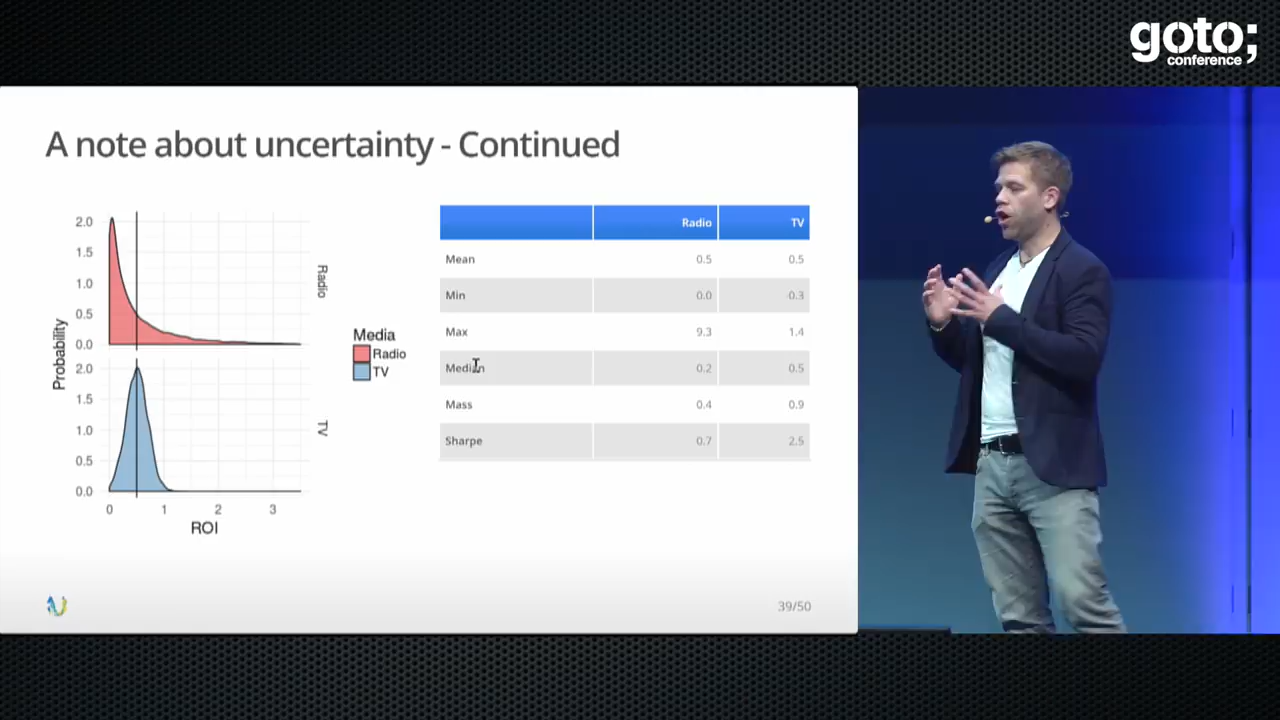 goto;
conference
A note about uncertainty - Continued
Probability
2.0
1.5
1.0
0.5
0.0
Radio
2.0
1.5
1.0
0.5
0.0
TV
0 1 2 3
ROI
Media
Radio
TV
Radio TV
Mean 0.5 0.5
Min 0.0 -0.3
Max 9.3 1.4
Median 0.2 0.5
Mass 0.4 0.9
Sharpe 0.7 2.5
39/50